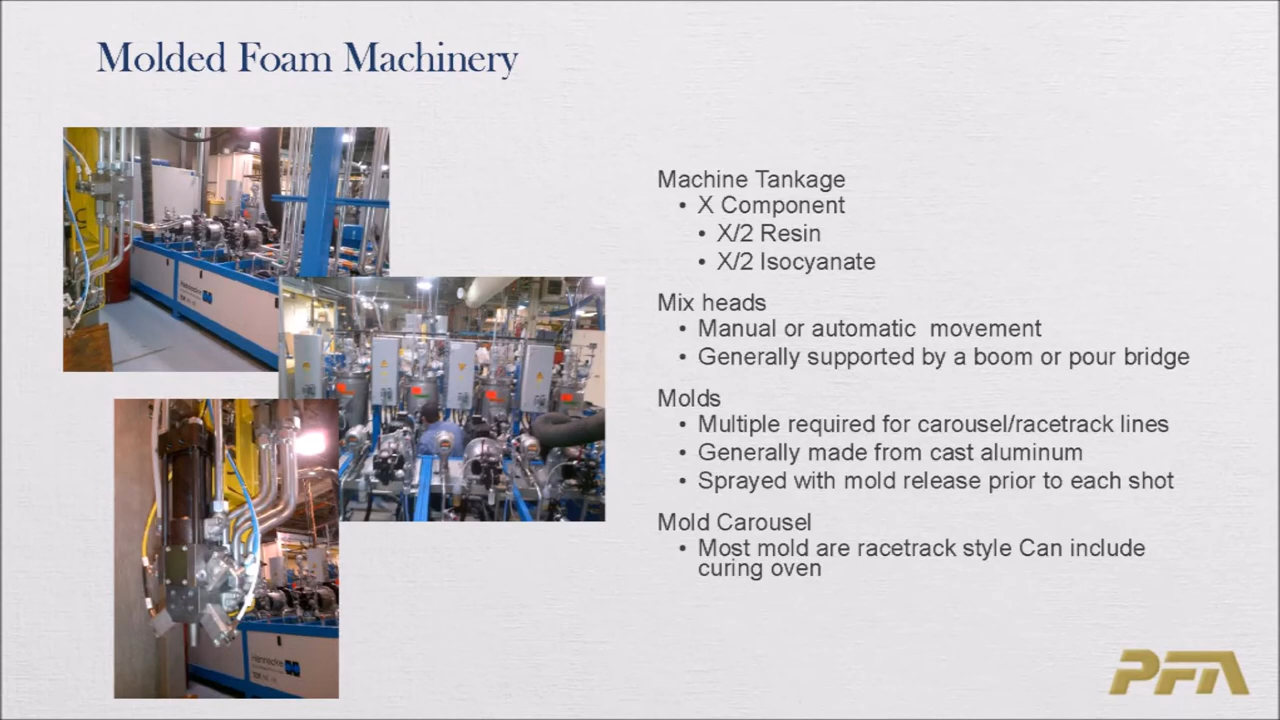 Molded Foam Machinery
Machine Tankage
• X Component
• X/2 Resin
• X/2 Isocyanate
Mix heads
• Manual or automatic  movement
• Generally supported by a boom or pour bridge
Molds
• Multiple required for carousel/racetrack lines
• Generally made from cast aluminum
• Sprayed with mold release prior to each shot
Mold Carousel
• Most mold are racetrack style Can include
curing oven
Hennecke
PFA